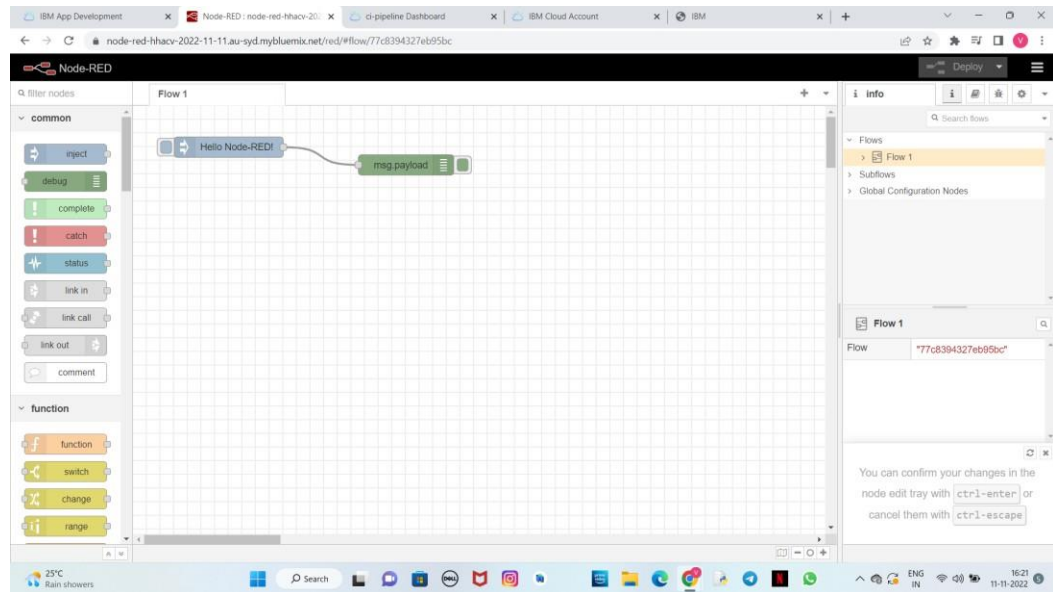 IBM App Development
Node-RED : node-red-hhacv-202
ci-pipeline Dashboard
IBM Cloud Account
IBM
node-red-hhacv-2022-11-11.au-syd.mybluemix.net/red/#flow/77c8394327eb95bc
V
Node-RED
Deploy
filter nodes
Flow 1
i info
i
common
Search flows
inject
Hello Node-RED!
Flows
debug
msg.payload
Flow 1
Subflows
complete
Global Configuration Nodes
catch
status
link in
link call
Flow 1
link out
Flow
"77c8394327eb95bc"
comment
function
function
switch
You can confirm your changes in the
change
node edit tray with ctrl-enter or
cancel them with ctrl-escape
range
25°C
Rain showers
Search
DELL
N
ENG
IN
16:21
11-11-2022